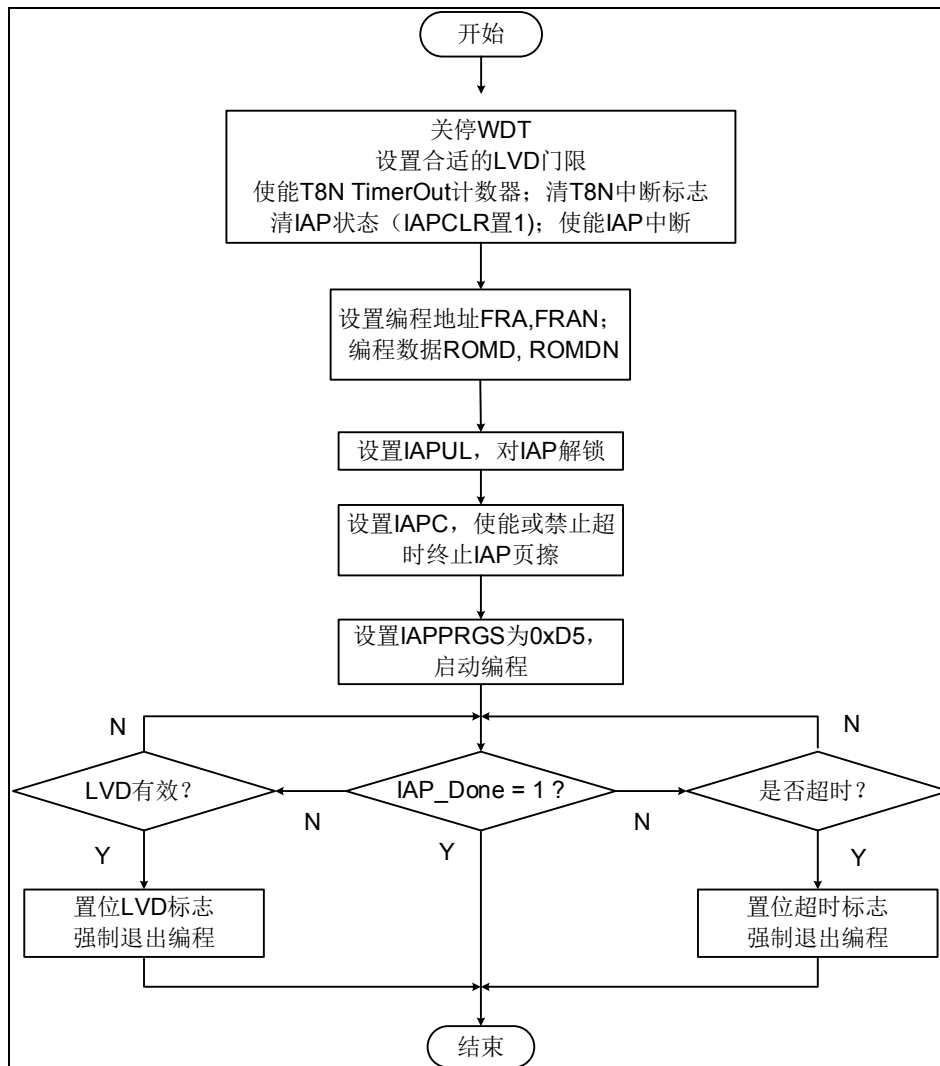 开始
关停WDT
设置合适的LVD门限
使能T8N TimerOut计数器；清T8N中断标志
清IAP状态（IAPCLR置1)；使能IAP中断
设置编程地址FRA,FRAN；
编程数据ROMD, ROMDN
设置IAPUL，对IAP解锁
设置IAPC，使能或禁止超
时终止IAP页擦
设置IAPPRGS为0xD5，
启动编程
N
N
LVD有效？
IAP_Done = 1 ?
是否超时？
N
N
Y
Y
Y
置位LVD标志
强制退出编程
置位超时标志
强制退出编程
结束